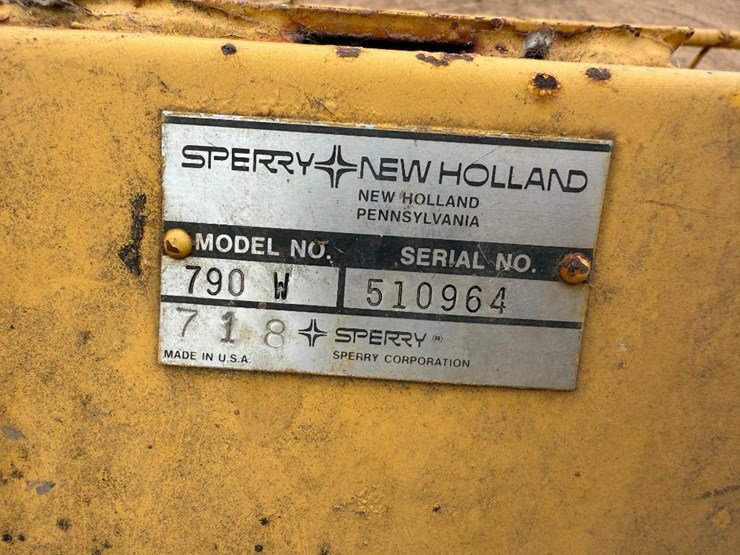 SPERRY NEW HOLLAND
NEW HOLLAND
PENNSYLVANIA
MODEL NO. SERIAL NO.
790 W 510964
718 SPERRY ®
MADE IN U.S.A. SPERRY CORPORATION